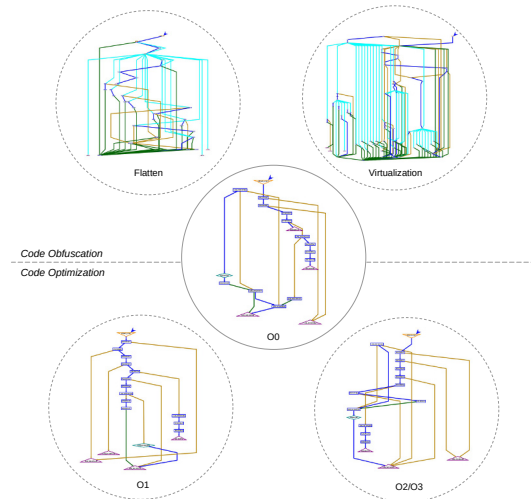 Flatten
Virtualization
Code Obfuscation
Code Optimization
O0
O1
O2/O3